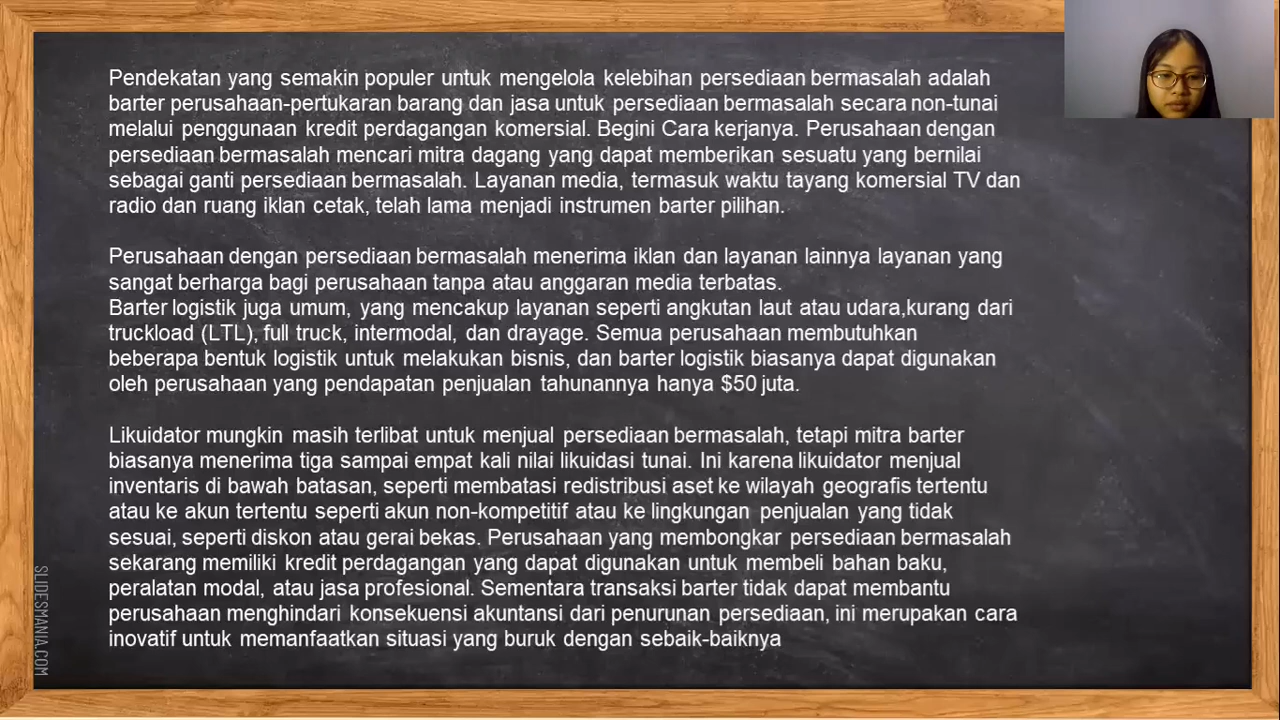 Pendekatan yang semakin populer untuk mengelola kelebihan persediaan bermasalah adalah
barter perusahaan-pertukaran barang dan jasa untuk persediaan bermasalah secara non-tunai
melalui penggunaan kredit perdagangan komersial. Begini Cara kerjanya. Perusahaan dengan
persediaan bermasalah mencari mitra dagang yang dapat memberikan sesuatu yang bernilai
sebagai ganti persediaan bermasalah. Layanan media, termasuk waktu tayang komersial TV dan
radio dan ruang iklan cetak, telah lama menjadi instrumen barter pilihan.
Perusahaan dengan persediaan bermasalah menerima iklan dan layanan lainnya layanan yang
sangat berharga bagi perusahaan tanpa atau anggaran media terbatas.
Barter logistik juga umum, yang mencakup layanan seperti angkutan laut atau udara,kurang dari
truckload (LTL), full truck, intermodal, dan drayage. Semua perusahaan membutuhkan
beberapa bentuk logistik untuk melakukan bisnis, dan barter logistik biasanya dapat digunakan
oleh perusahaan yang pendapatan penjualan tahunannya hanya $50 juta.
Likuidator mungkin masih terlibat untuk menjual persediaan bermasalah, tetapi mitra barter
biasanya menerima tiga sampai empat kali nilai likuidasi tunai. Ini karena likuidator menjual
inventaris di bawah batasan, seperti membatasi redistribusi aset ke wilayah geografis tertentu
atau ke akun tertentu seperti akun non-kompetitif atau ke lingkungan penjualan yang tidak
sesuai, seperti diskon atau gerai bekas. Perusahaan yang membongkar persediaan bermasalah
sekarang memiliki kredit perdagangan yang dapat digunakan untuk membeli bahan baku,
peralatan modal, atau jasa profesional. Sementara transaksi barter tidak dapat membantu
perusahaan menghindari konsekuensi akuntansi dari penurunan persediaan, ini merupakan cara
inovatif untuk memanfaatkan situasi yang buruk dengan sebaik-baiknya
SLIDESMANIA.COM